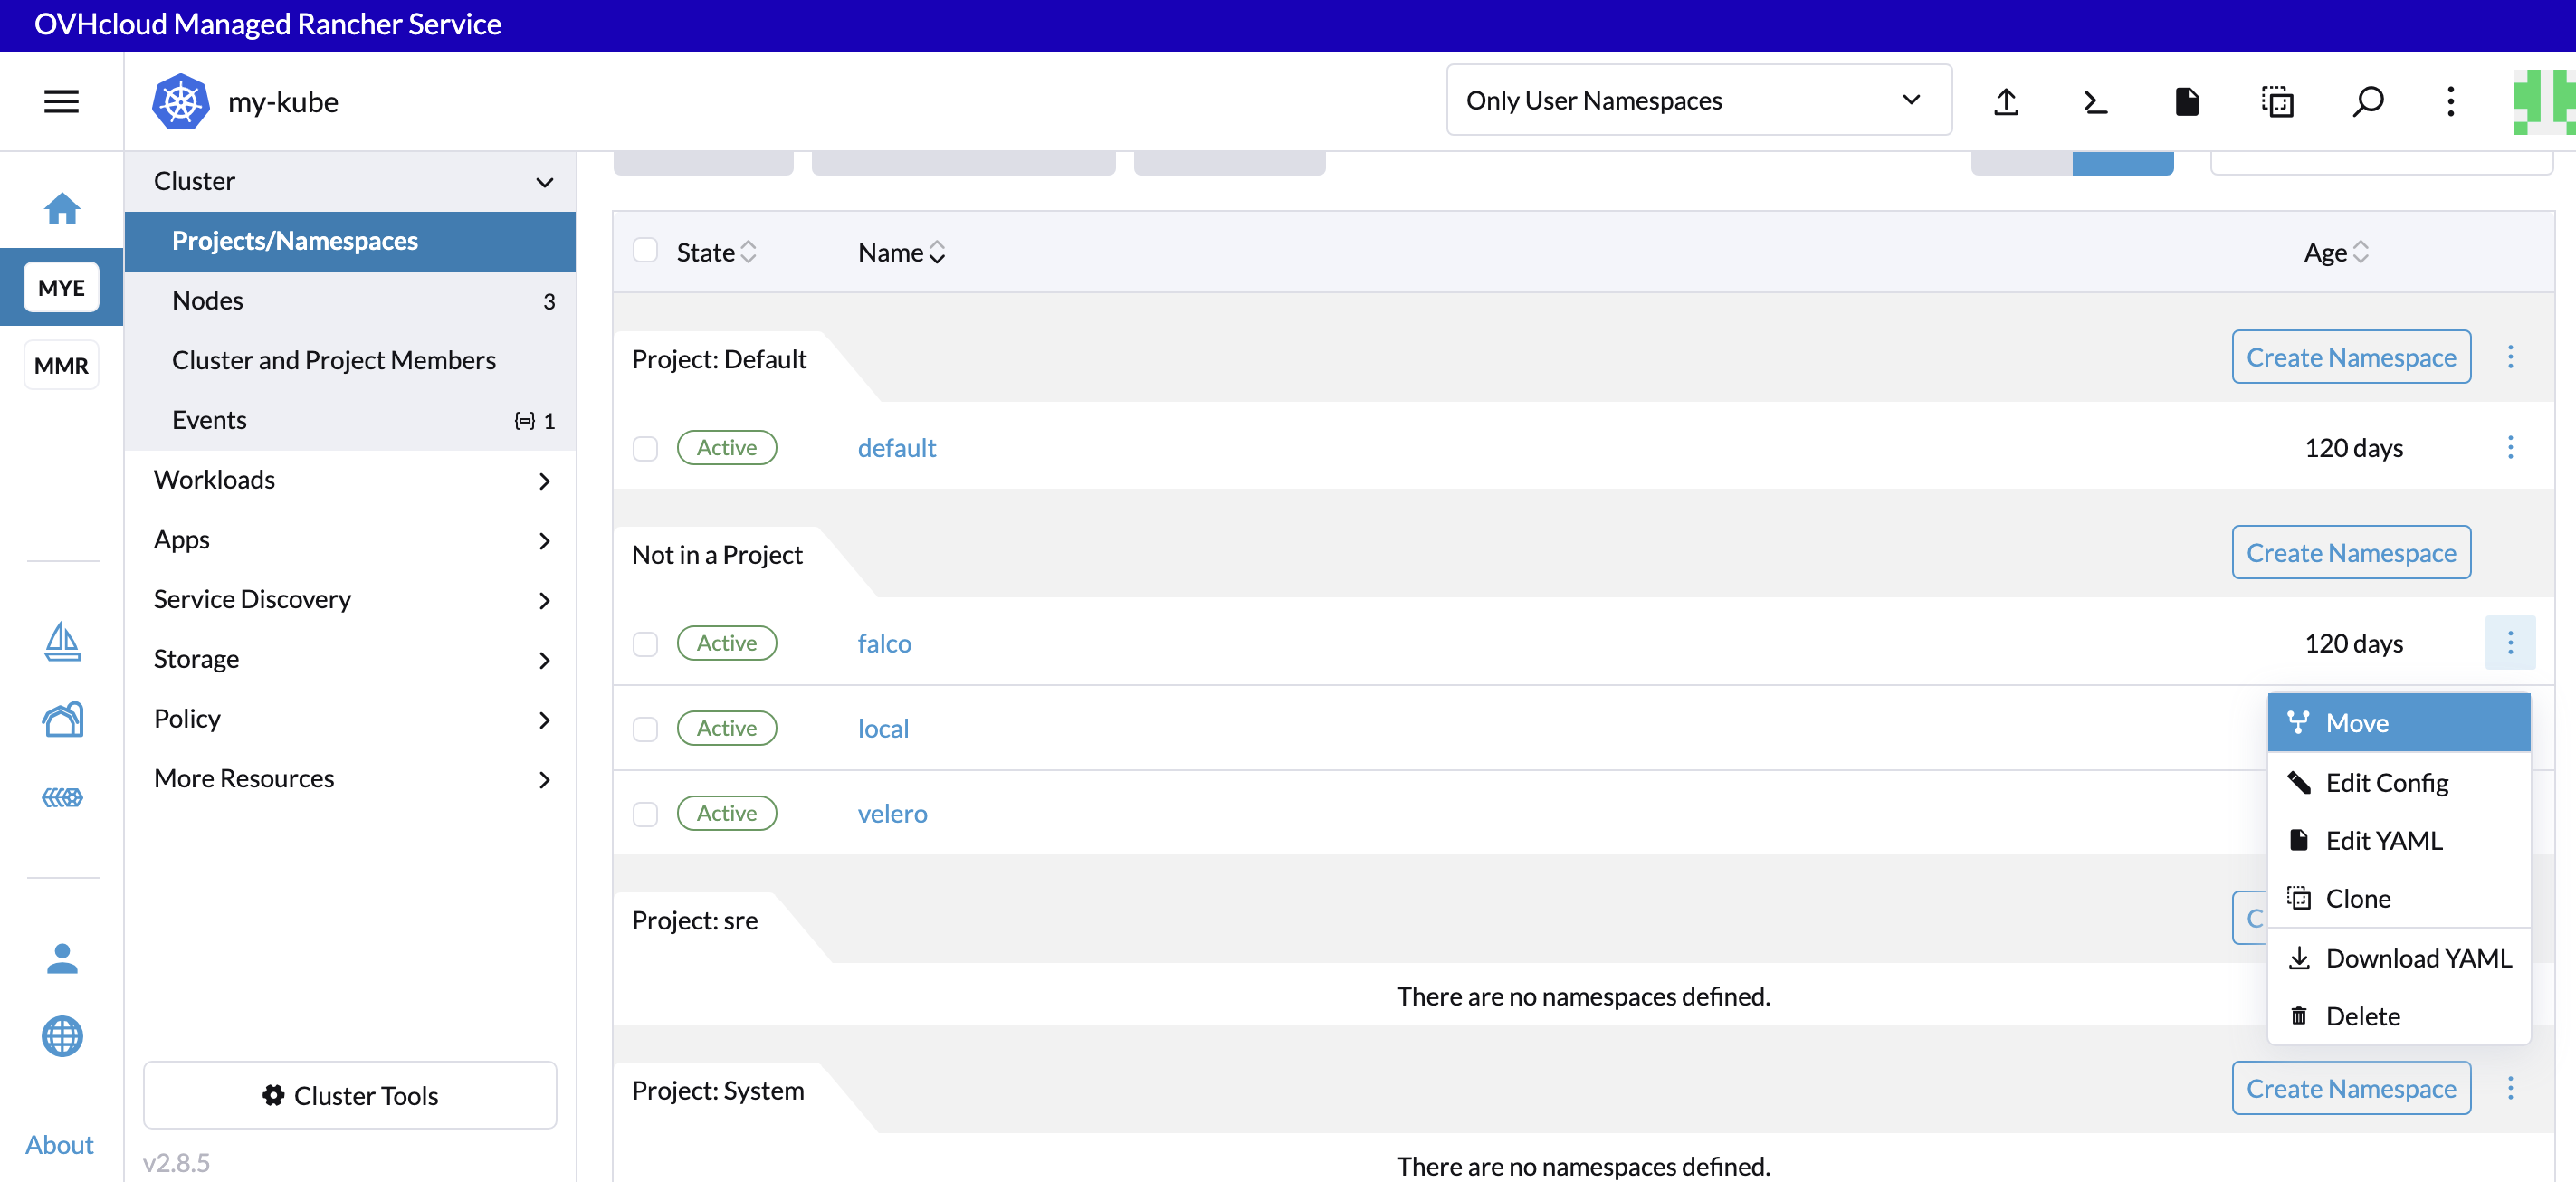 OVHcloud Managed Rancher Service
my-kube
Only User Namespaces
MYE
MMR
About
Cluster
Projects/Namespaces
Nodes 3
Cluster and Project Members
Events 1
Workloads
Apps
Service Discovery
Storage
Policy
More Resources
Cluster Tools
v2.8.5
State Name Age
Project: Default Create Namespace
Active default 120 days
Not in a Project Create Namespace
Active falco 120 days
Active local
Active velero
Project: sre
There are no namespaces defined.
Project: System Create Namespace
There are no namespaces defined.
Move
Edit Config
Edit YAML
Clone
Download YAML
Delete